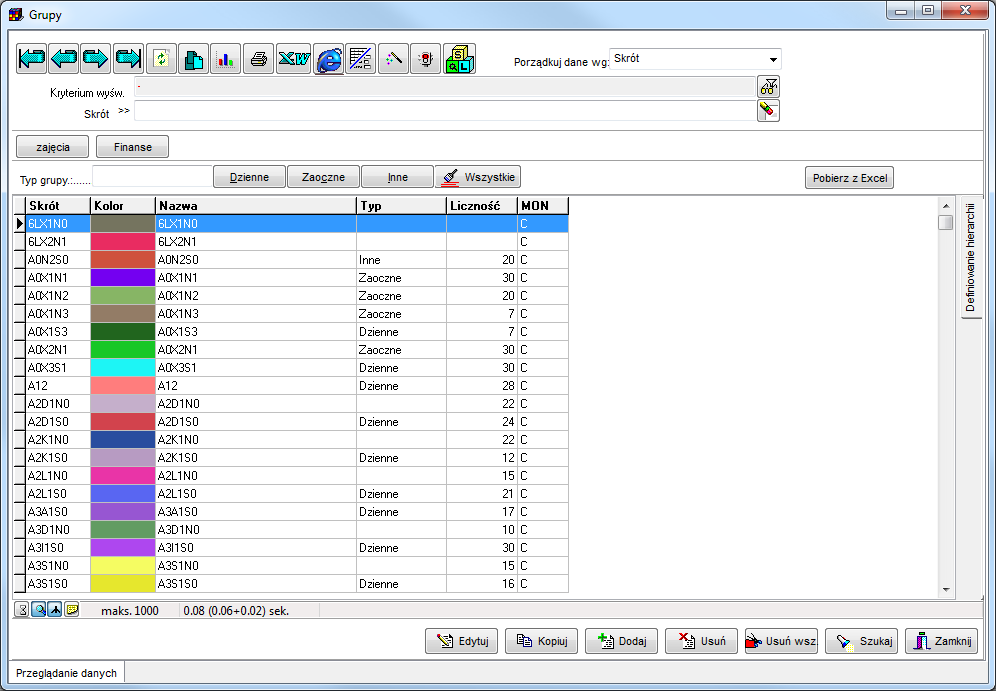 Grupy
XW
SQL
Porządkuj dane wg: Skrót
Kryterium wyśw.
Skrót >>
zajęcia Finanse
Typ grupy.:...... Dzienne Zaoczne Inne Wszystkie Pobierz z Excel
Skrót Kolor Nazwa Typ Liczność MON
6LX1N0 6LX1N0 C
6LX2N1 6LX2N1 C
A0N2S0 A0N2S0 Inne 20 C
A0X1N1 A0X1N1 Zaoczne 30 C
A0X1N2 A0X1N2 Zaoczne 20 C
A0X1N3 A0X1N3 Zaoczne 7 C
A0X1S3 A0X1S3 Dzienne 7 C
A0X2N1 A0X2N1 Zaoczne 30 C
A0X3S1 A0X3S1 Dzienne 30 C
A12 A12 Dzienne 28 C
A2D1N0 A2D1N0 22 C
A2D1S0 A2D1S0 Dzienne 24 C
A2K1N0 A2K1N0 22 C
A2K1S0 A2K1S0 Dzienne 12 C
A2L1N0 A2L1N0 15 C
A2L1S0 A2L1S0 Dzienne 21 C
A3A1S0 A3A1S0 Dzienne 17 C
A3D1N0 A3D1N0 10 C
A3I1S0 A3I1S0 Dzienne 30 C
A3S1N0 A3S1N0 15 C
A3S1S0 A3S1S0 Dzienne 16 C
Definiowanie hierarchii
maks. 1000 0.08 (0.06+0.02) sek.
Edytuj Kopiuj Dodaj Usuń Usuń wsz. Szukaj Zamknij
Przeglądanie danych